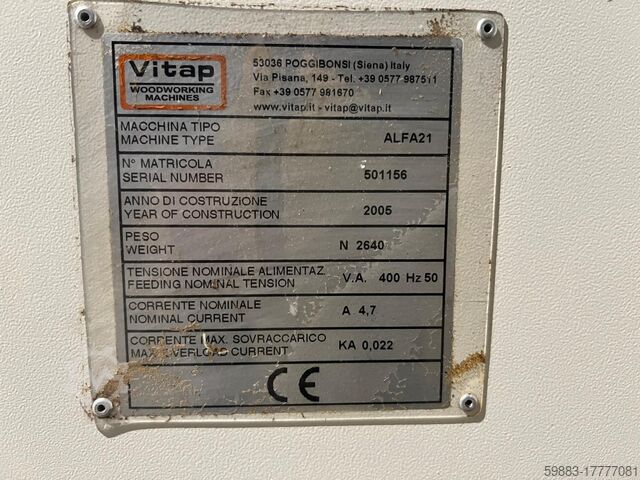 Vitap
WOODWORKING
MACHINES
53036 POGGIBONSI (Siena) Italy
Via Pisana, 149 - Tel. +39 0577 987511
Fax +39 0577 981670
www.vitap.it - vitap@vitap.it
MACCHINA TIPO
MACHINE TYPE
ALFA21
N° MATRICOLA
SERIAL NUMBER
501156
ANNO DI COSTRUZIONE
YEAR OF CONSTRUCTION
2005
PESO
WEIGHT
N 2640
TENSIONE NOMINALE ALIMENTAZ.
FEEDING NOMINAL TENSION
V.A. 400 Hz 50
CORRENTE NOMINALE
NOMINAL CURRENT
A 4,7
CORRENTE MAX. SOVRACCARICO
MAX. OVERLOAD CURRENT
KA 0,022
CE
59883-17777081